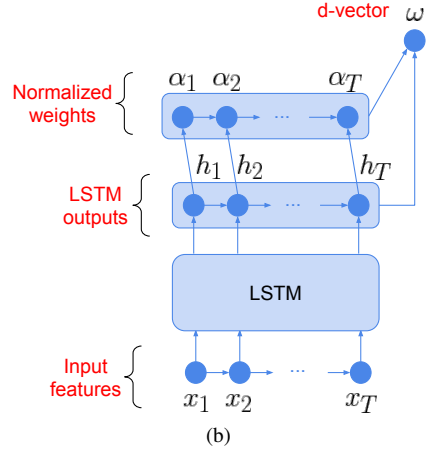 d-vector
ω
α1 α2 αT
Normalized
weights
...
h1 h2 hT
LSTM
outputs
...
LSTM
Input
features
...
x1 x2 xT
(b)